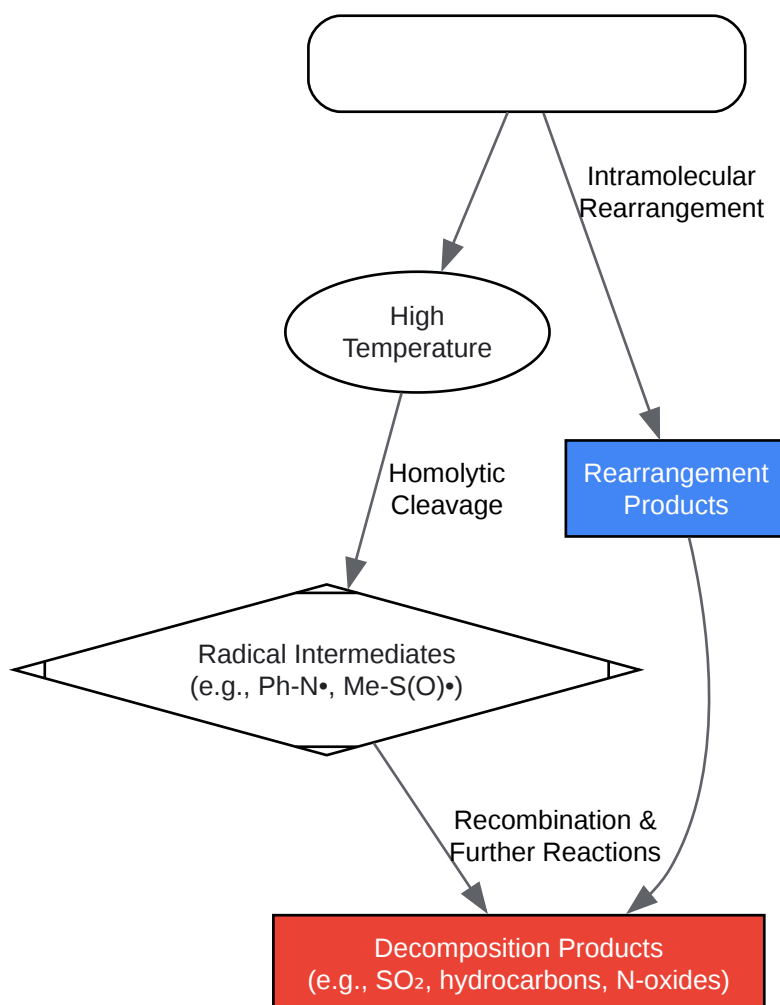 Intramolecular
Rearrangement
High
Temperature
Homolytic
Cleavage
Rearrangement
Products
Radical Intermediates
(e.g., Ph-N•, Me-S(O)•)
Recombination &
Further Reactions
Decomposition Products
(e.g., SO₂, hydrocarbons, N-oxides)